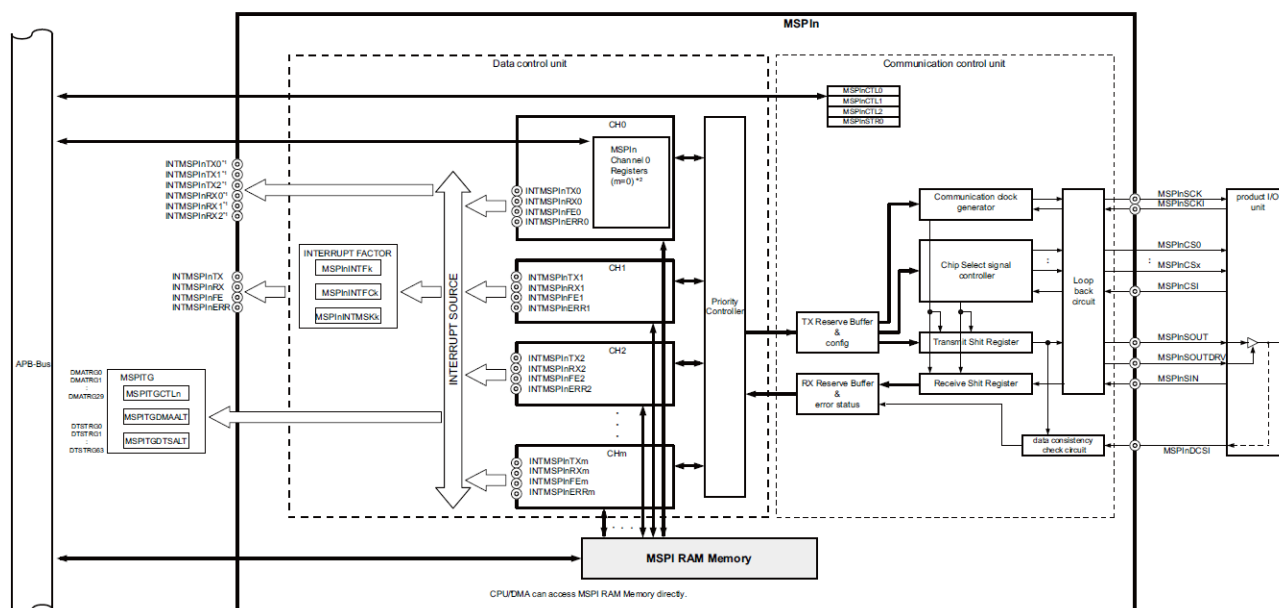 MSPIn
Data control unit
Communication control unit
MSPInCTL0
MSPInCTL1
MSPInCTL2
MSPInSTR0
CH0
MSPIn
Channel 0
Registers
(m=0) *²
INTMSPInTX0
INTMSPInRX0
INTMSPInFE0
INTMSPInERR0
INTMSPInTX0*¹
INTMSPInTX1*¹
INTMSPInTX2*¹
INTMSPInRX0*¹
INTMSPInRX1*¹
INTMSPInRX2*¹
INTERRUPT FACTOR
MSPInINTFk
MSPInINTFCk
MSPInINTMSKk
INTMSPInTX
INTMSPInRX
INTMSPInFE
INTMSPInERR
INTERRUPT SOURCE
CH1
INTMSPInTX1
INTMSPInRX1
INTMSPInFE1
INTMSPInERR1
CH2
INTMSPInTX2
INTMSPInRX2
INTMSPInFE2
INTMSPInERR2
CHm
INTMSPInTXm
INTMSPInRXm
INTMSPInFEm
INTMSPInERRm
Priority
Controller
APB-Bus
DMATRG0
DMATRG1
:
DMATRG29
DTSTRG0
DTSTRG1
:
DTSTRG63
MSPITG
MSPITGCTLn
MSPITGDMAALT
MSPITGDTSALT
TX Reserve Buffer
&
config
RX Reserve Buffer
&
error status
Communication clock
generator
Chip Select signal
controller
Transmit Shit Register
Receive Shit Register
data consistency
check circuit
Loop
back
circuit
MSPInSCK
MSPInSCKI
MSPInCS0
:
MSPInCSx
MSPInCSI
MSPInSOUT
MSPInSOUTDRV
MSPInSIN
MSPInDCSI
product I/O
unit
MSPI RAM Memory
CPU/DMA can access MSPI RAM Memory directly.